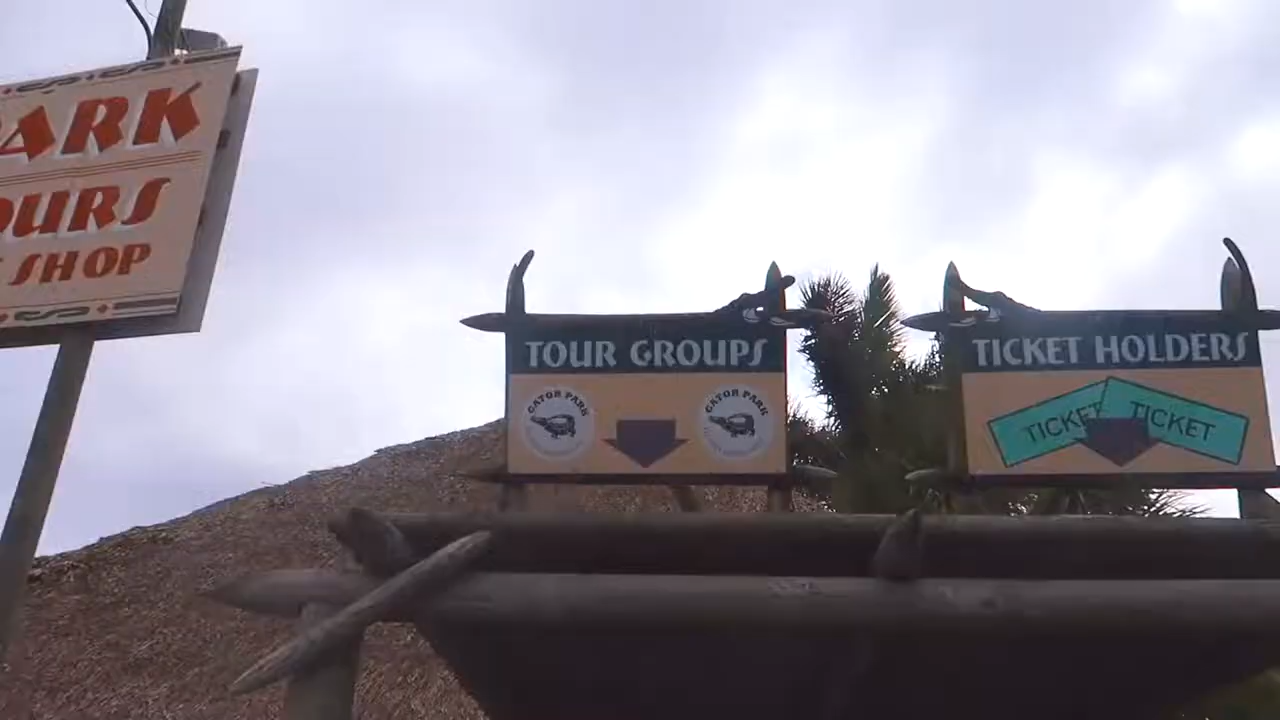 ARK
OURS
SHOP
TOUR GROUPS
GATOR PARK
GATOR PARK
TICKET HOLDERS
TICKET
TICKET